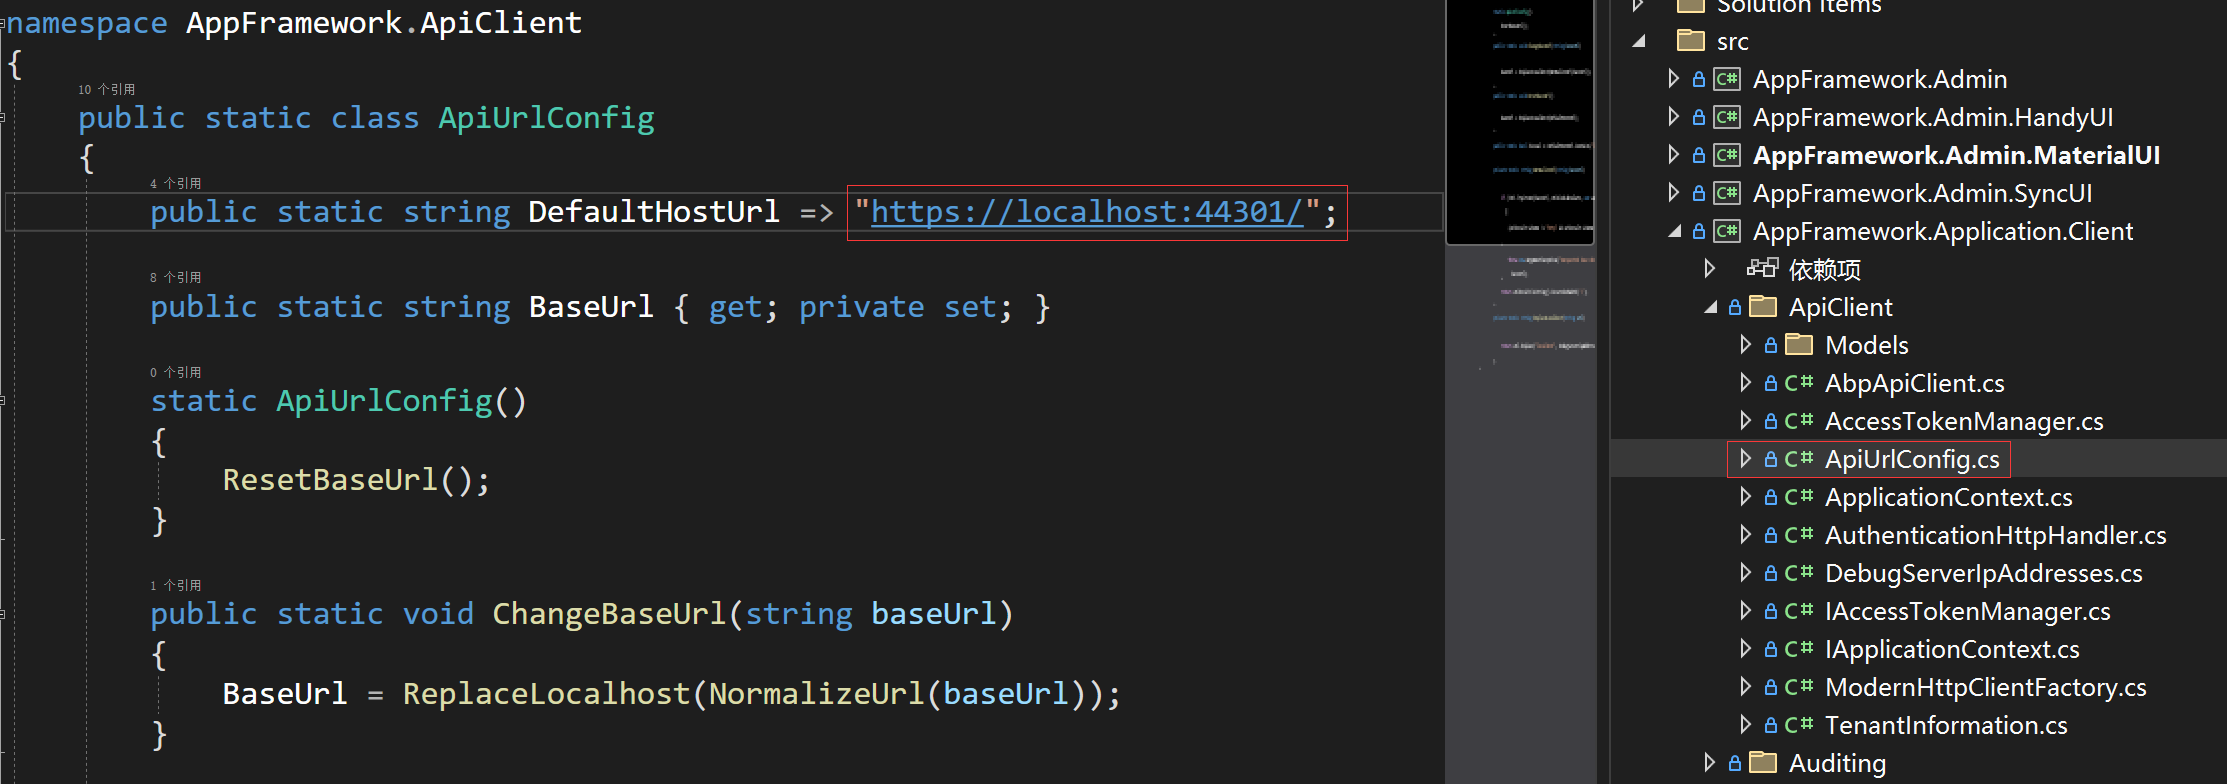 namespace AppFramework.ApiClient
{
10 个引用
public static class ApiUrlConfig
{
4 个引用
public static string DefaultHostUrl => "https://localhost:44301/";
8 个引用
public static string BaseUrl { get; private set; }
0 个引用
static ApiUrlConfig()
{
ResetBaseUrl();
}
1 个引用
public static void ChangeBaseUrl(string baseUrl)
{
BaseUrl = ReplaceLocalhost(NormalizeUrl(baseUrl));
}
Solution Items
src
C# AppFramework.Admin
C# AppFramework.Admin.HandyUI
C# AppFramework.Admin.MaterialUI
C# AppFramework.Admin.SyncUI
C# AppFramework.Application.Client
依赖项
ApiClient
Models
C# AbpApiClient.cs
C# AccessTokenManager.cs
C# ApiUrlConfig.cs
C# ApplicationContext.cs
C# AuthenticationHttpHandler.cs
C# DebugServerIpAddresses.cs
C# IAccessTokenManager.cs
C# IApplicationContext.cs
C# ModernHttpClientFactory.cs
C# TenantInformation.cs
Auditing